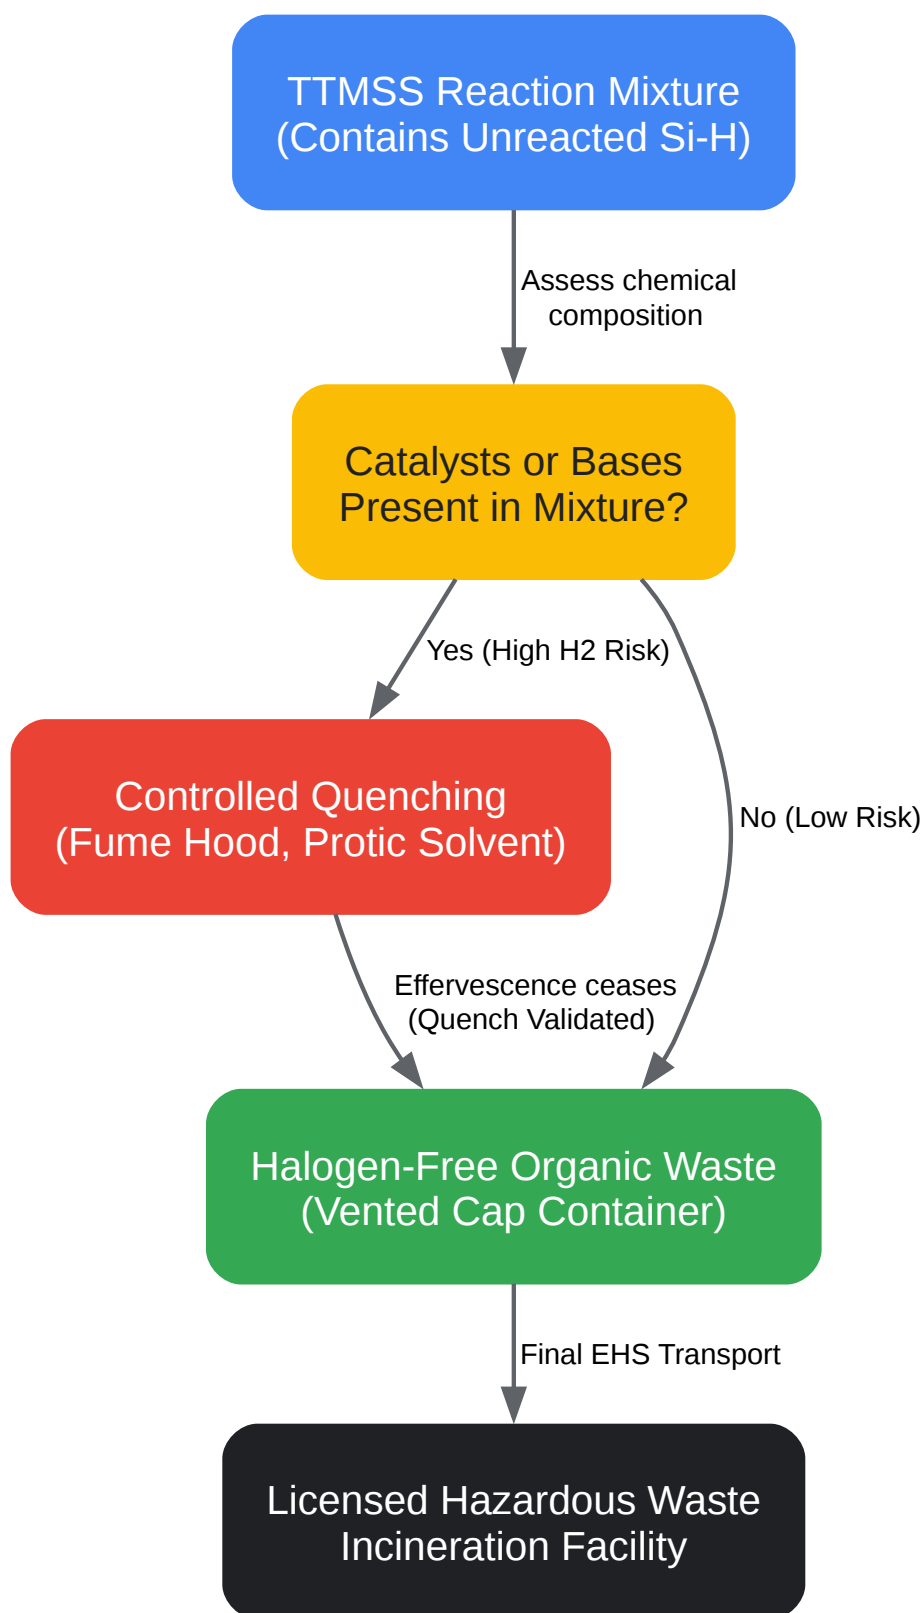 TTMSS Reaction Mixture
(Contains Unreacted Si-H)
Assess chemical
composition
Catalysts or Bases
Present in Mixture?
Yes (High H2 Risk)
Controlled Quenching
(Fume Hood, Protic Solvent)
No (Low Risk)
Effervescence ceases
(Quench Validated)
Halogen-Free Organic Waste
(Vented Cap Container)
Final EHS Transport
Licensed Hazardous Waste
Incineration Facility